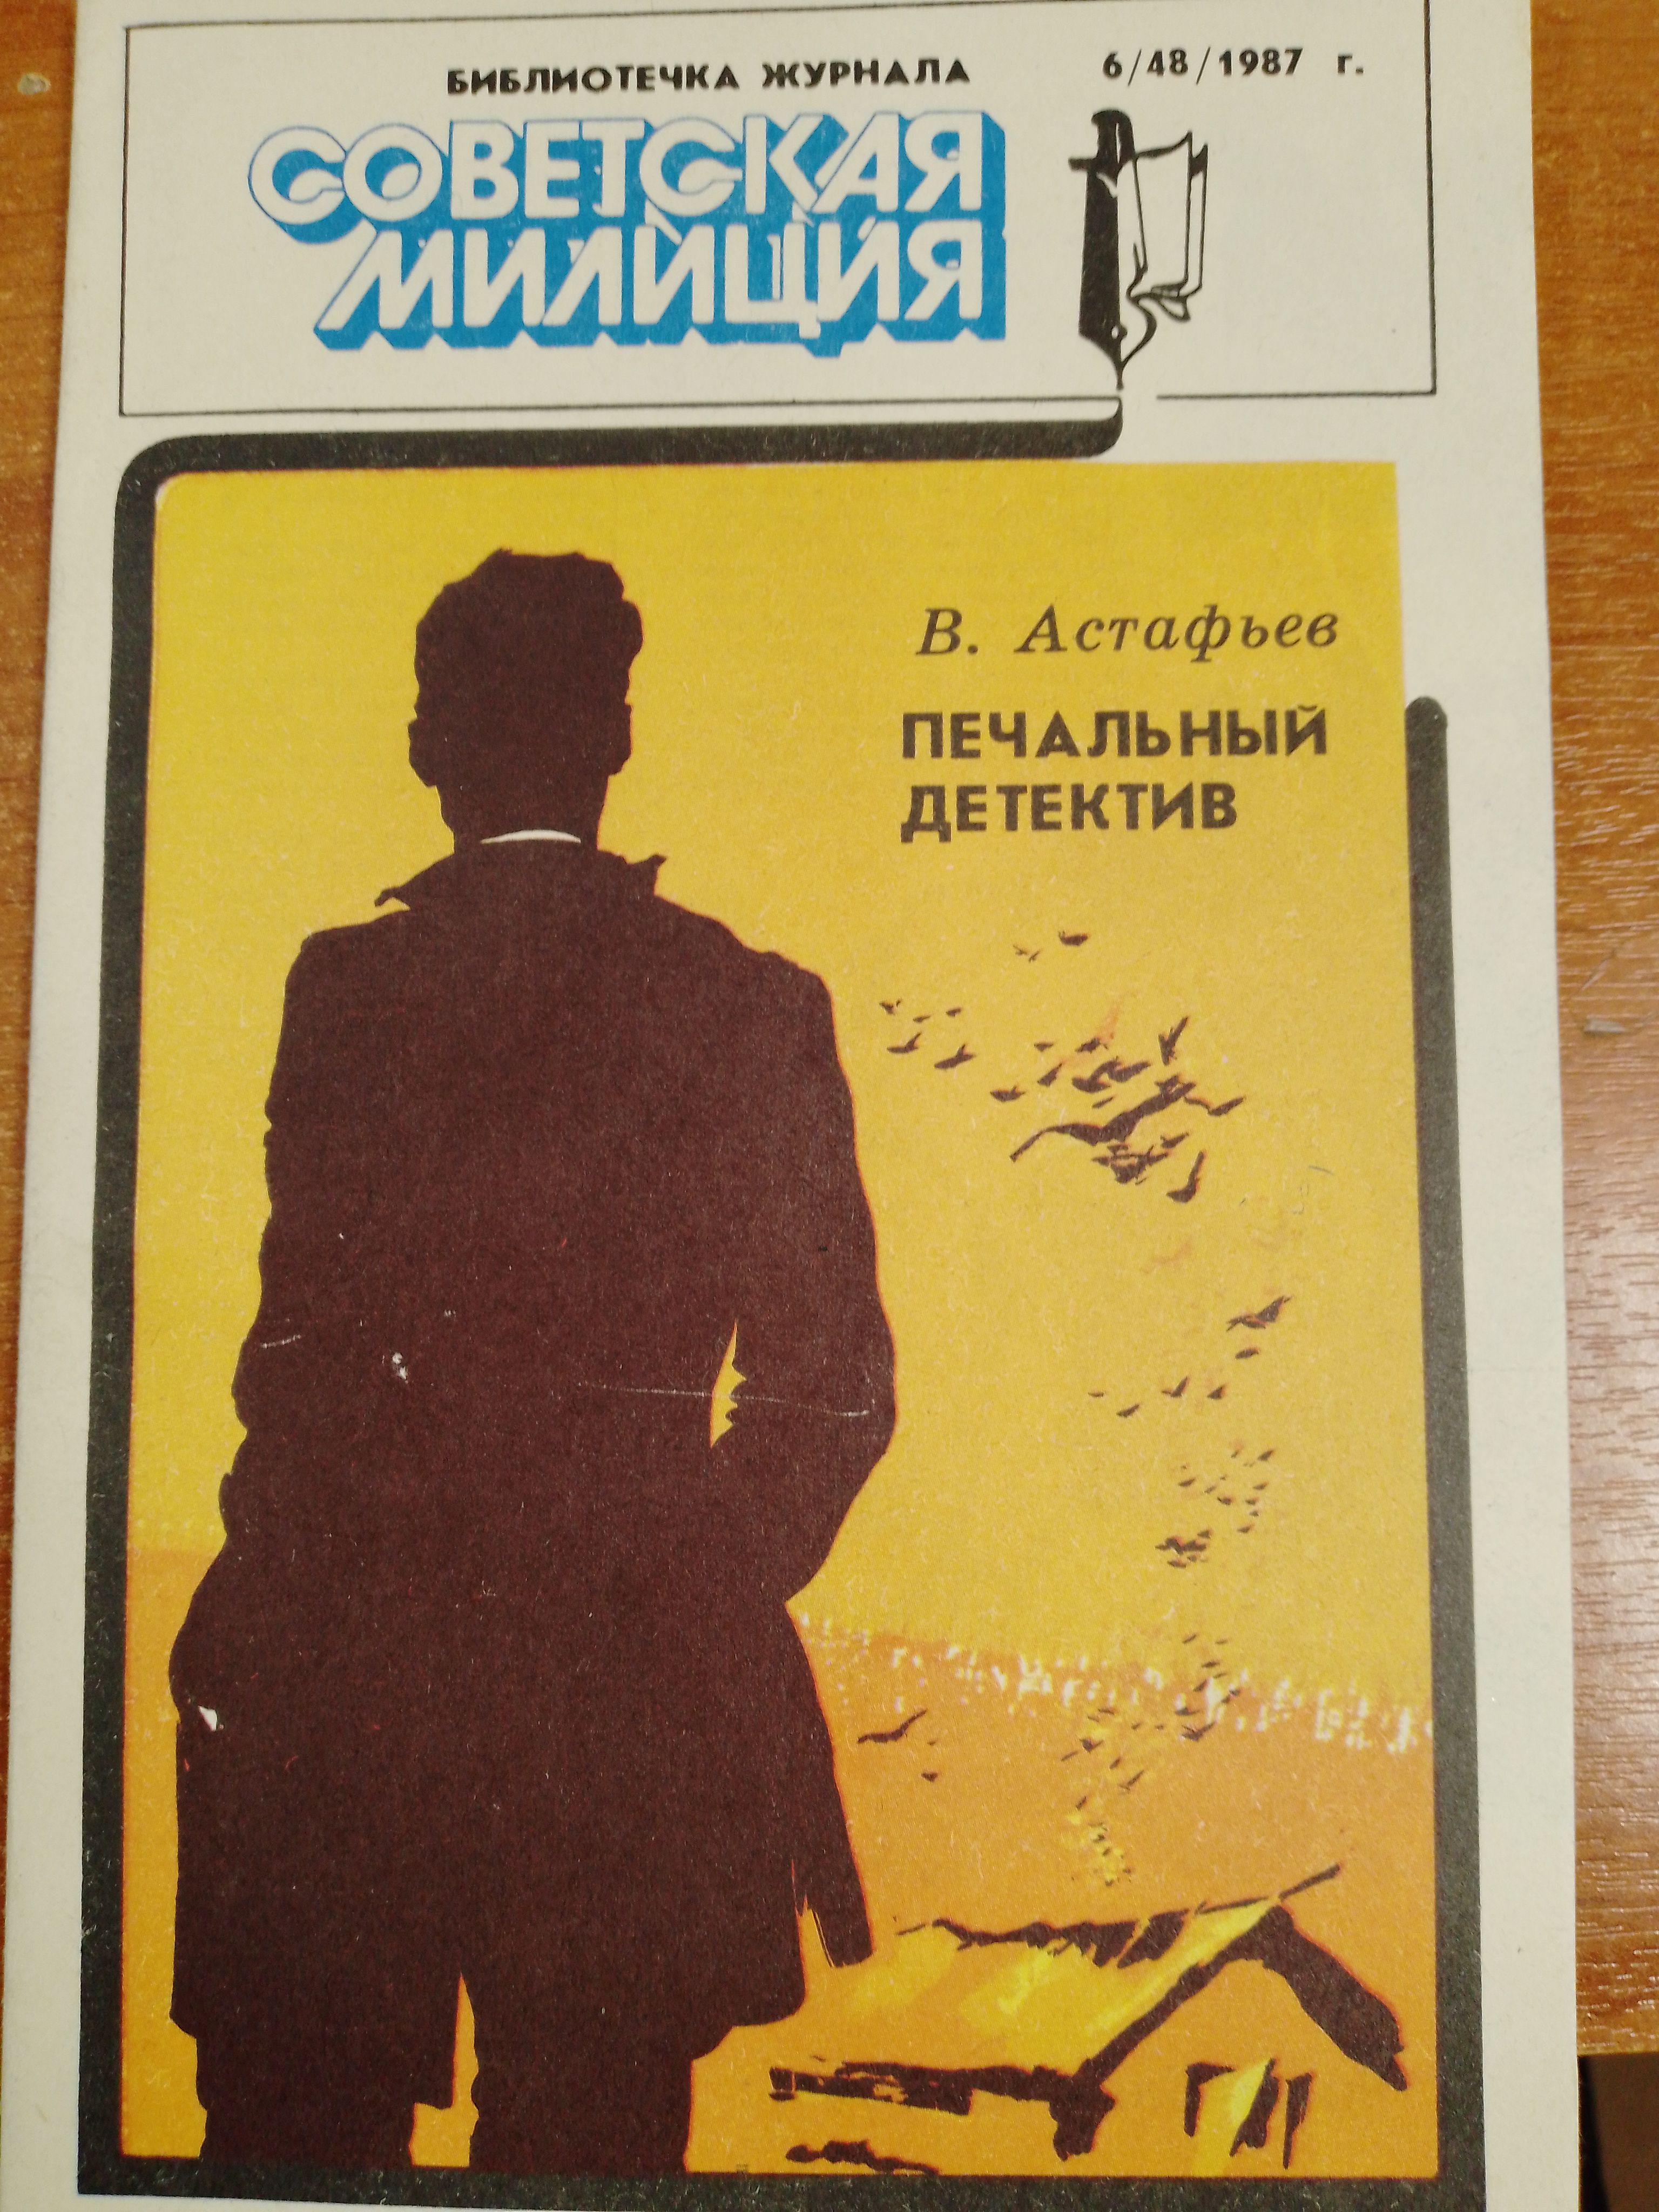 БИБЛИОТЕЧКА ЖУРНАЛА 6/48/1987 г.
СОВЕТСКАЯ
МИЛИЦИЯ
В. Астафьев
ПЕЧАЛЬНЫЙ
ДЕТЕКТИВ